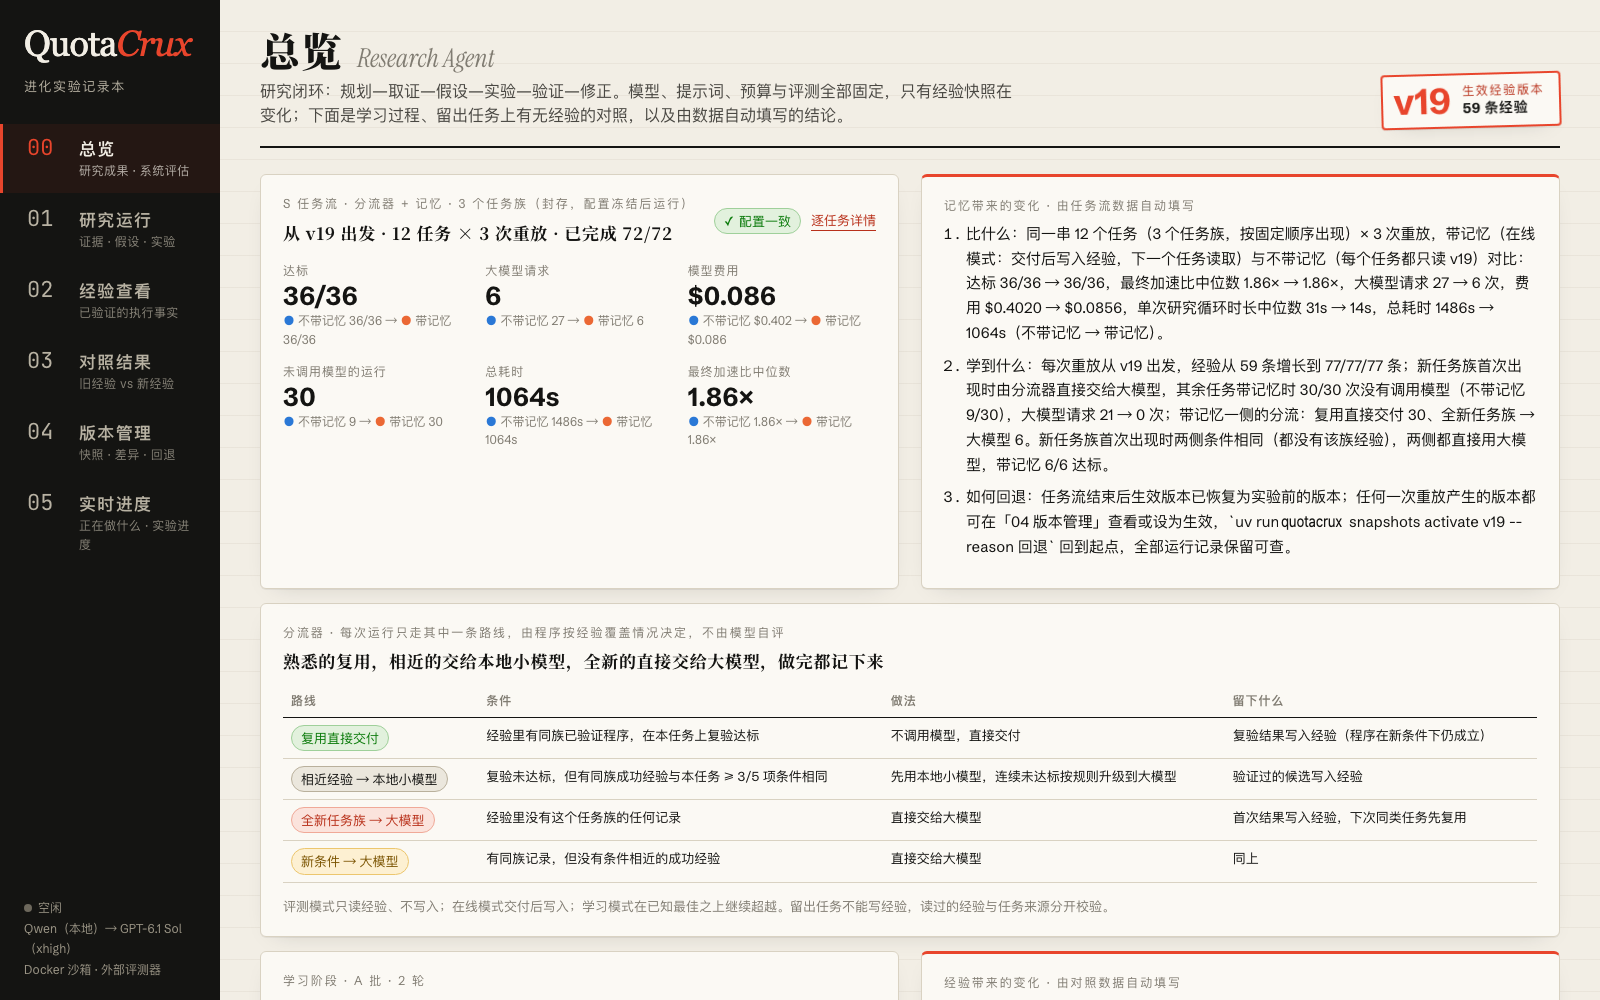 QuotaCrux
进化实验记录本
00 总览
研究成果 · 系统评估
01 研究运行
证据 · 假设 · 实验
02 经验查看
已验证的执行事实
03 对照结果
旧经验 vs 新经验
04 版本管理
快照 · 差异 · 回退
05 实时进度
正在做什么 · 实验进
度
空闲
Qwen（本地）→ GPT-6.1 Sol
（xhigh）
Docker 沙箱 · 外部评测器
总览 Research Agent
研究闭环：规划—取证—假设—实验—验证—修正。模型、提示词、预算与评测全部固定，只有经验快照在
变化；下面是学习过程、留出任务上有无经验的对照，以及由数据自动填写的结论。
v19 生效经验版本
59 条经验
S 任务流 · 分流器 + 记忆 · 3 个任务族（封存，配置冻结后运行）
从 v19 出发 · 12 任务 × 3 次重放 · 已完成 72/72
✓ 配置一致 逐任务详情
达标
36/36
不带记忆 36/36 → 带记忆
36/36
大模型请求
6
不带记忆 27 → 带记忆 6
模型费用
$0.086
不带记忆 $0.402 → 带记忆
$0.086
未调用模型的运行
30
不带记忆 9 → 带记忆 30
总耗时
1064s
不带记忆 1486s → 带记忆
1064s
最终加速比中位数
1.86×
不带记忆 1.86× → 带记忆
1.86×
记忆带来的变化 · 由任务流数据自动填写
1. 比什么：同一串 12 个任务（3 个任务族，按固定顺序出现）× 3 次重放，带记忆（在线
模式：交付后写入经验，下一个任务读取）与不带记忆（每个任务都只读 v19）对比：
达标 36/36 → 36/36，最终加速比中位数 1.86× → 1.86×，大模型请求 27 → 6 次，费
用 $0.4020 → $0.0856，单次研究循环时长中位数 31s → 14s，总耗时 1486s →
1064s（不带记忆 → 带记忆）。
2. 学到什么：每次重放从 v19 出发，经验从 59 条增长到 77/77/77 条；新任务族首次出
现时由分流器直接交给大模型，其余任务带记忆时 30/30 次没有调用模型（不带记忆
9/30），大模型请求 21 → 0 次；带记忆一侧的分流：复用直接交付 30、全新任务族 →
大模型 6。新任务族首次出现时两侧条件相同（都没有该族经验），两侧都直接用大模
型，带记忆 6/6 达标。
3. 如何回退：任务流结束后生效版本已恢复为实验前的版本；任何一次重放产生的版本都
可在「04 版本管理」查看或设为生效，`uv run quotacrux snapshots activate v19 --
reason 回退` 回到起点，全部运行记录保留可查。
分流器 · 每次运行只走其中一条路线，由程序按经验覆盖情况决定，不由模型自评
熟悉的复用，相近的交给本地小模型，全新的直接交给大模型，做完都记下来
路线 条件 做法 留下什么
复用直接交付 经验里有同族已验证程序，在本任务上复验达标 不调用模型，直接交付 复验结果写入经验（程序在新条件下仍成立）
相近经验 → 本地小模型 复验未达标，但有同族成功经验与本任务 ≥ 3/5 项条件相同 先用本地小模型，连续未达标按规则升级到大模型 验证过的候选写入经验
全新任务族 → 大模型 经验里没有这个任务族的任何记录 直接交给大模型 首次结果写入经验，下次同类任务先复用
新条件 → 大模型 有同族记录，但没有条件相近的成功经验 直接交给大模型 同上
评测模式只读经验、不写入；在线模式交付后写入；学习模式在已知最佳之上继续超越。留出任务不能写经验，读过的经验与任务来源分开校验。
学习阶段 · A 批 · 2 轮
经验带来的变化 · 由对照数据自动填写